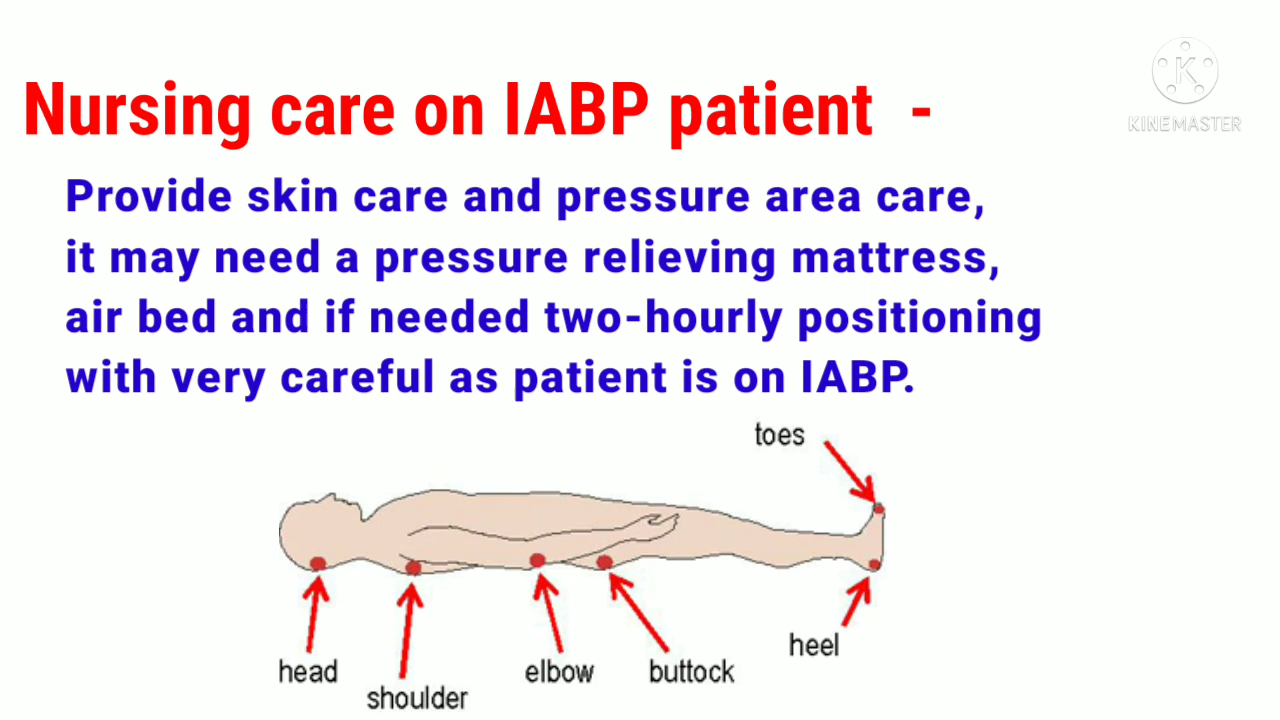 Nursing care on IABP patient -
K
KINEMASTER
Provide skin care and pressure area care,
it may need a pressure relieving mattress,
air bed and if needed two-hourly positioning
with very careful as patient is on IABP.
toes
heel
head
shoulder
elbow
buttock